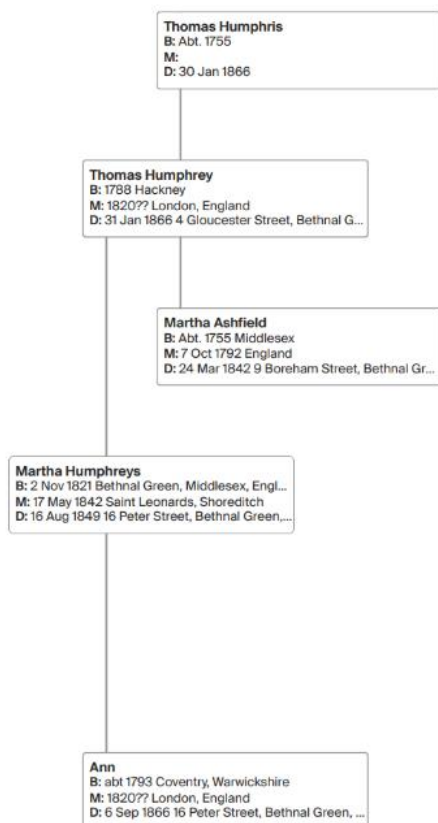 Thomas Humphris
B: Abt. 1755
M:
D: 30 Jan 1866
Thomas Humphrey
B: 1788 Hackney
M: 1820?? London, England
D: 31 Jan 1866 4 Gloucester Street, Bethnal G...
Martha Ashfield
B: Abt. 1755 Middlesex
M: 7 Oct 1792 England
D: 24 Mar 1842 9 Boreham Street, Bethnal Gr...
Martha Humphreys
B: 2 Nov 1821 Bethnal Green, Middlesex, Engl...
M: 17 May 1842 Saint Leonards, Shoreditch
D: 16 Aug 1849 16 Peter Street, Bethnal Green,...
Ann
B: abt 1793 Coventry, Warwickshire
M: 1820?? London, England
D: 6 Sep 1866 16 Peter Street, Bethnal Green, ...